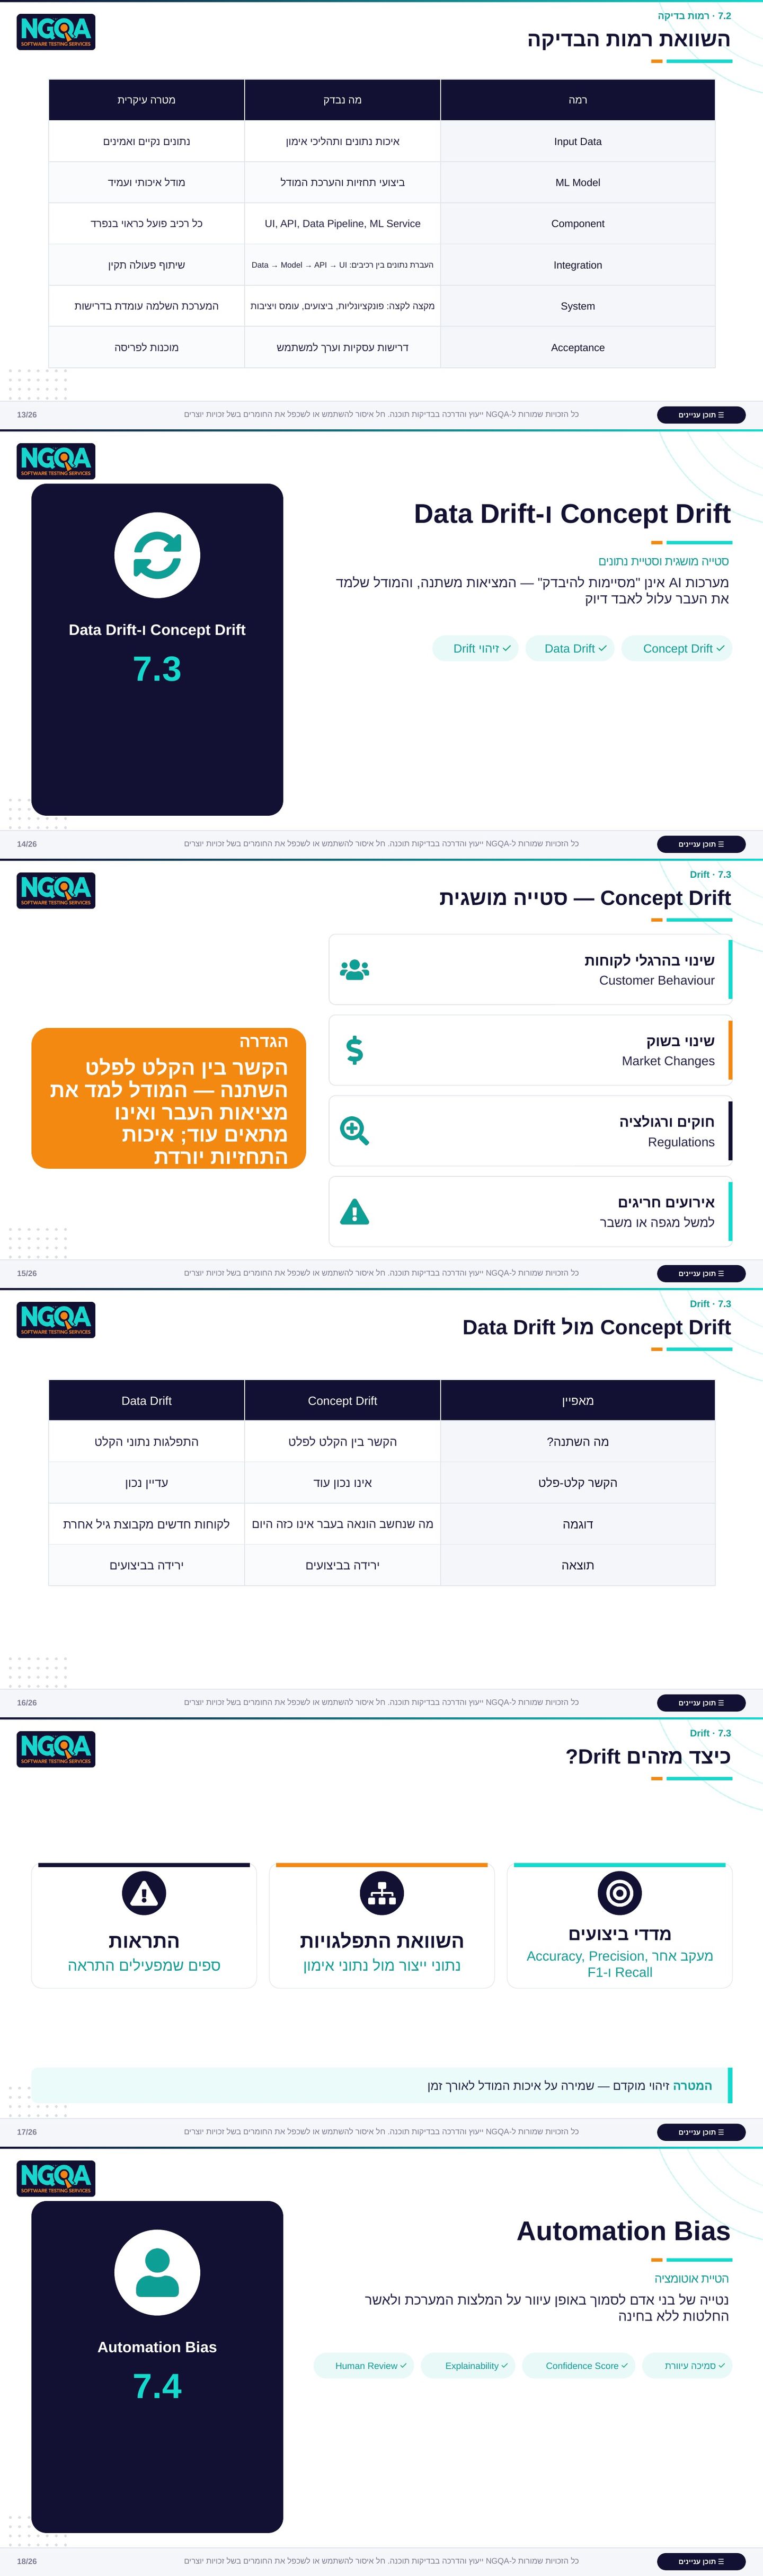 7.2 · רמות בדיקה
השוואת רמות הבדיקה
NGQA
SOFTWARE TESTING SERVICES
רמה | מה נבדק | מטרה עיקרית
Input Data | איכות נתונים ותהליכי אימון | נתונים נקיים ואמינים
ML Model | ביצועי תחזיות והערכת המודל | מודל איכותי ועמיד
Component | UI, API, Data Pipeline, ML Service | כל רכיב פועל כראוי בנפרד
Integration | העברת נתונים בין רכיבים: Data → Model → API → UI | שיתוף פעולה תקין
System | מקצה לקצה: פונקציונליות, ביצועים, עומס ויציבות | המערכת השלמה עומדת בדרישות
Acceptance | דרישות עסקיות וערך למשתמש | מוכנות לפריסה
☰ תוכן עניינים
כל הזכויות שמורות ל-NGQA ייעוץ והדרכה בבדיקות תוכנה. חל איסור להשתמש או לשכפל את החומרים בשל זכויות יוצרים
13/26
NGQA
SOFTWARE TESTING SERVICES
Concept Drift ו-Data Drift
סטייה מושגית וסטיית נתונים
מערכות AI אינן "מסיימות להיבדק" — המציאות משתנה, והמודל שלמד
את העבר עלול לאבד דיוק
✓ Concept Drift
✓ Data Drift
✓ זיהוי Drift
Concept Drift ו-Data Drift
7.3
☰ תוכן עניינים
כל הזכויות שמורות ל-NGQA ייעוץ והדרכה בבדיקות תוכנה. חל איסור להשתמש או לשכפל את החומרים בשל זכויות יוצרים
14/26
7.3 · Drift
Concept Drift — סטייה מושגית
NGQA
SOFTWARE TESTING SERVICES
שינוי בהרגלי לקוחות
Customer Behaviour
שינוי בשוק
Market Changes
חוקים ורגולציה
Regulations
אירועים חריגים
למשל מגפה או משבר
הגדרה
הקשר בין הקלט לפלט
השתנה — המודל למד את
מציאות העבר ואינו
מתאים עוד; איכות
התחזיות יורדת
☰ תוכן עניינים
כל הזכויות שמורות ל-NGQA ייעוץ והדרכה בבדיקות תוכנה. חל איסור להשתמש או לשכפל את החומרים בשל זכויות יוצרים
15/26
7.3 · Drift
Concept Drift מול Data Drift
NGQA
SOFTWARE TESTING SERVICES
מאפיין | Concept Drift | Data Drift
מה השתנה? | הקשר בין הקלט לפלט | התפלגות נתוני הקלט
הקשר קלט-פלט | אינו נכון עוד | עדיין נכון
דוגמה | מה שנחשב הונאה בעבר אינו כזה היום | לקוחות חדשים מקבוצת גיל אחרת
תוצאה | ירידה בביצועים | ירידה בביצועים
☰ תוכן עניינים
כל הזכויות שמורות ל-NGQA ייעוץ והדרכה בבדיקות תוכנה. חל איסור להשתמש או לשכפל את החומרים בשל זכויות יוצרים
16/26
7.3 · Drift
כיצד מזהים Drift?
NGQA
SOFTWARE TESTING SERVICES
מדדי ביצועים
מעקב אחר Accuracy, Precision,
Recall ו-F1
השוואת התפלגויות
נתוני ייצור מול נתוני אימון
התראות
ספים שמפעילים התראה
המטרה זיהוי מוקדם — שמירה על איכות המודל לאורך זמן
☰ תוכן עניינים
כל הזכויות שמורות ל-NGQA ייעוץ והדרכה בבדיקות תוכנה. חל איסור להשתמש או לשכפל את החומרים בשל זכויות יוצרים
17/26
NGQA
SOFTWARE TESTING SERVICES
Automation Bias
הטיית אוטומציה
נטייה של בני אדם לסמוך באופן עיוור על המלצות המערכת ולאשר
החלטות ללא בחינה
✓ סמיכה עיוורת
✓ Confidence Score
✓ Explainability
✓ Human Review
Automation Bias
7.4
☰ תוכן עניינים
כל הזכויות שמורות ל-NGQA ייעוץ והדרכה בבדיקות תוכנה. חל איסור להשתמש או לשכפל את החומרים בשל זכויות יוצרים
18/26